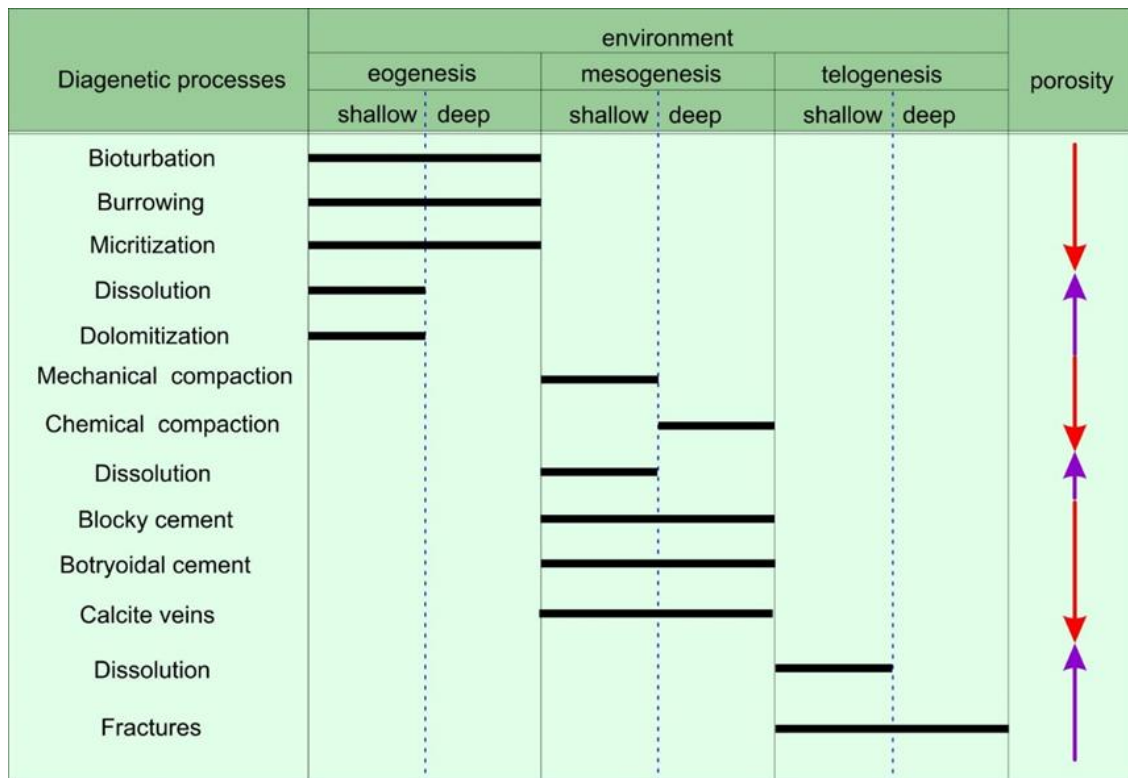 environment
Diagenetic processes
eogenesis
mesogenesis
telogenesis
porosity
shallow deep
shallow deep
shallow deep
Bioturbation
Burrowing
Micritization
Dissolution
Dolomitization
Mechanical compaction
Chemical compaction
Dissolution
Blocky cement
Botryoidal cement
Calcite veins
Dissolution
Fractures